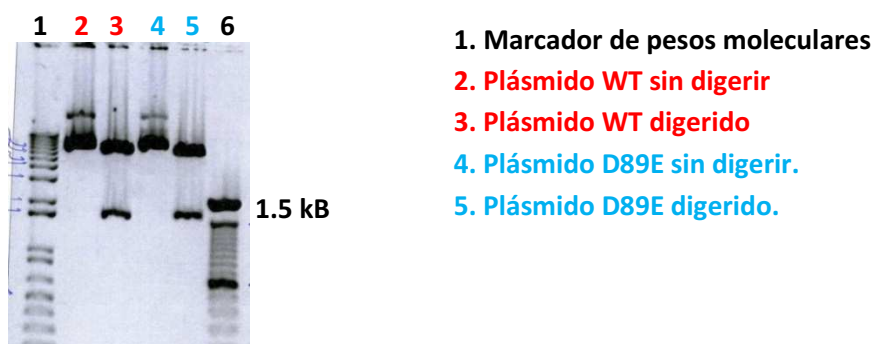 1 2 3 4 5 6
1.5 kB
1. Marcador de pesos moleculares
2. Plásmido WT sin digerir
3. Plásmido WT digerido
4. Plásmido D89E sin digerir.
5. Plásmido D89E digerido.